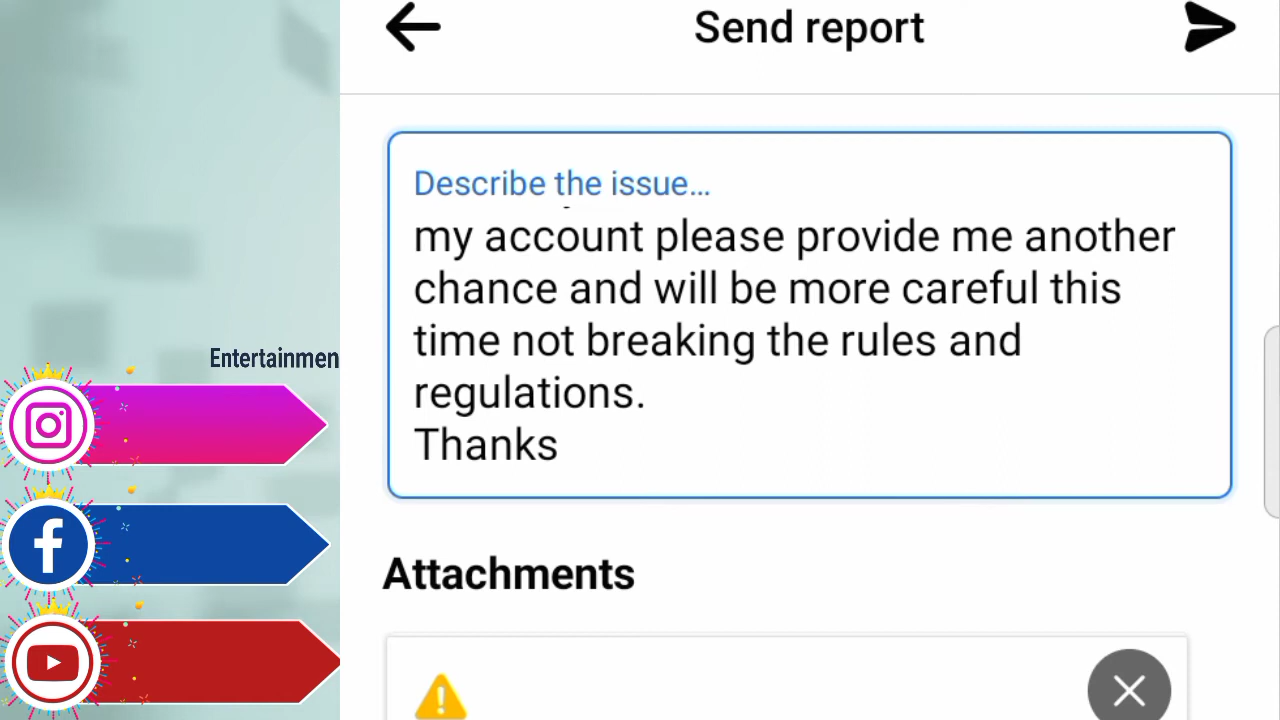 Send report
Describe the issue...
my account please provide me another
chance and will be more careful this
time not breaking the rules and
regulations.
Thanks
Attachments
Entertainmen